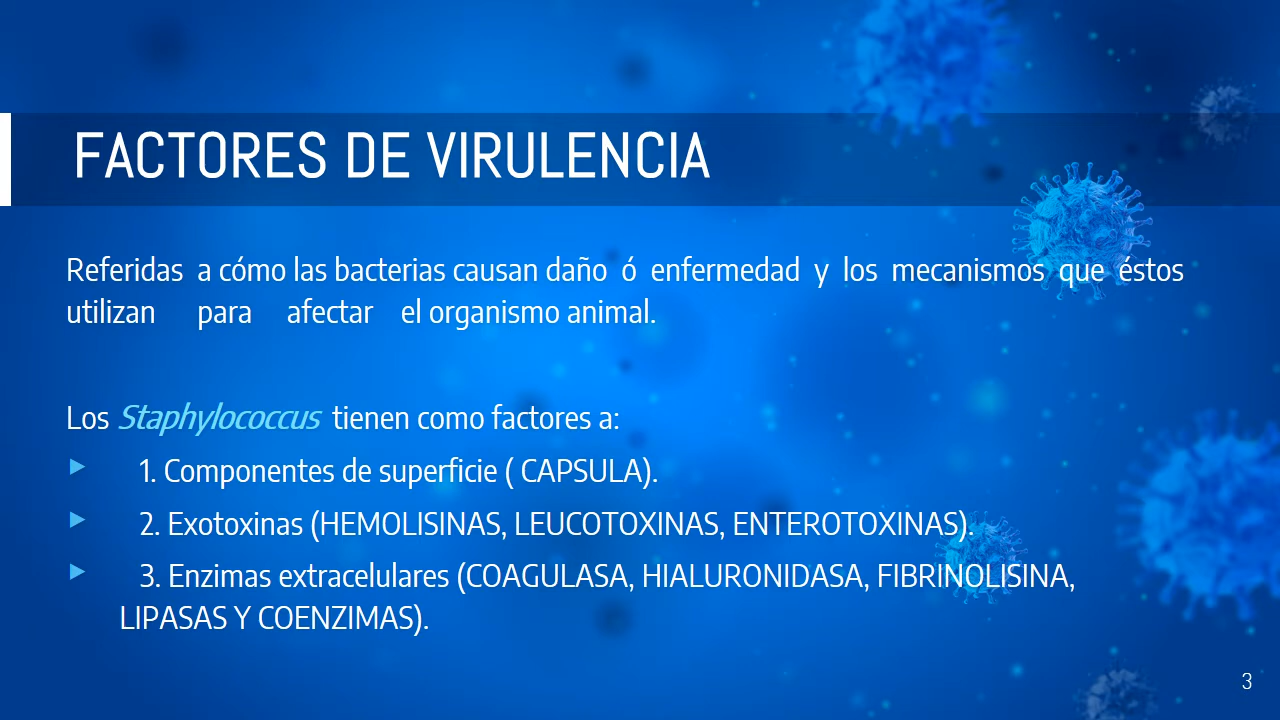 FACTORES DE VIRULENCIA
Referidas a cómo las bacterias causan daño ó enfermedad y los mecanismos que éstos
utilizan para afectar el organismo animal.
Los Staphylococcus tienen como factores a:
1. Componentes de superficie ( CAPSULA).
2. Exotoxinas (HEMOLISINAS, LEUCOTOXINAS, ENTEROTOXINAS).
3. Enzimas extracelulares (COAGULASA, HIALURONIDASA, FIBRINOLISINA,
LIPASAS Y COENZIMAS).
3